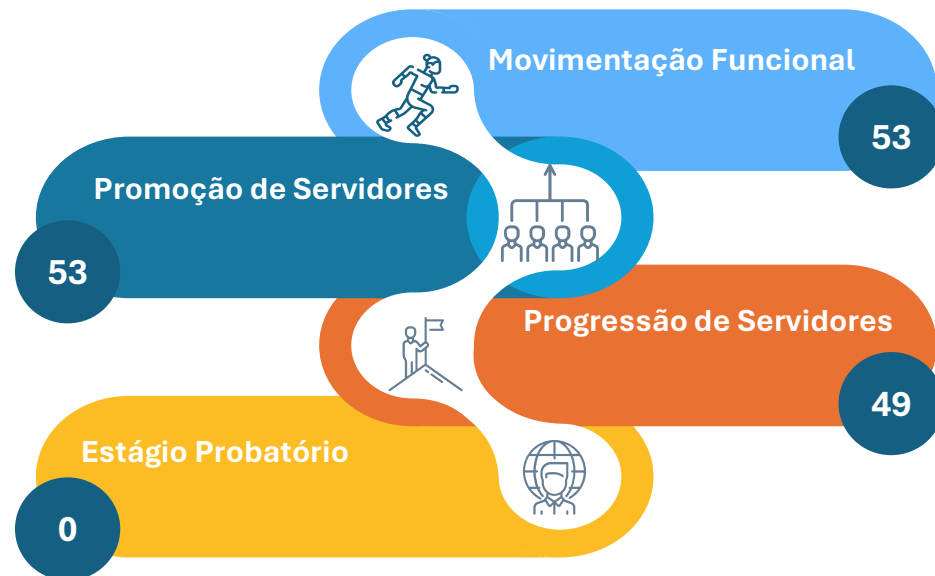 Movimentação Funcional
53
Promoção de Servidores
53
Progressão de Servidores
49
Estágio Probatório
0